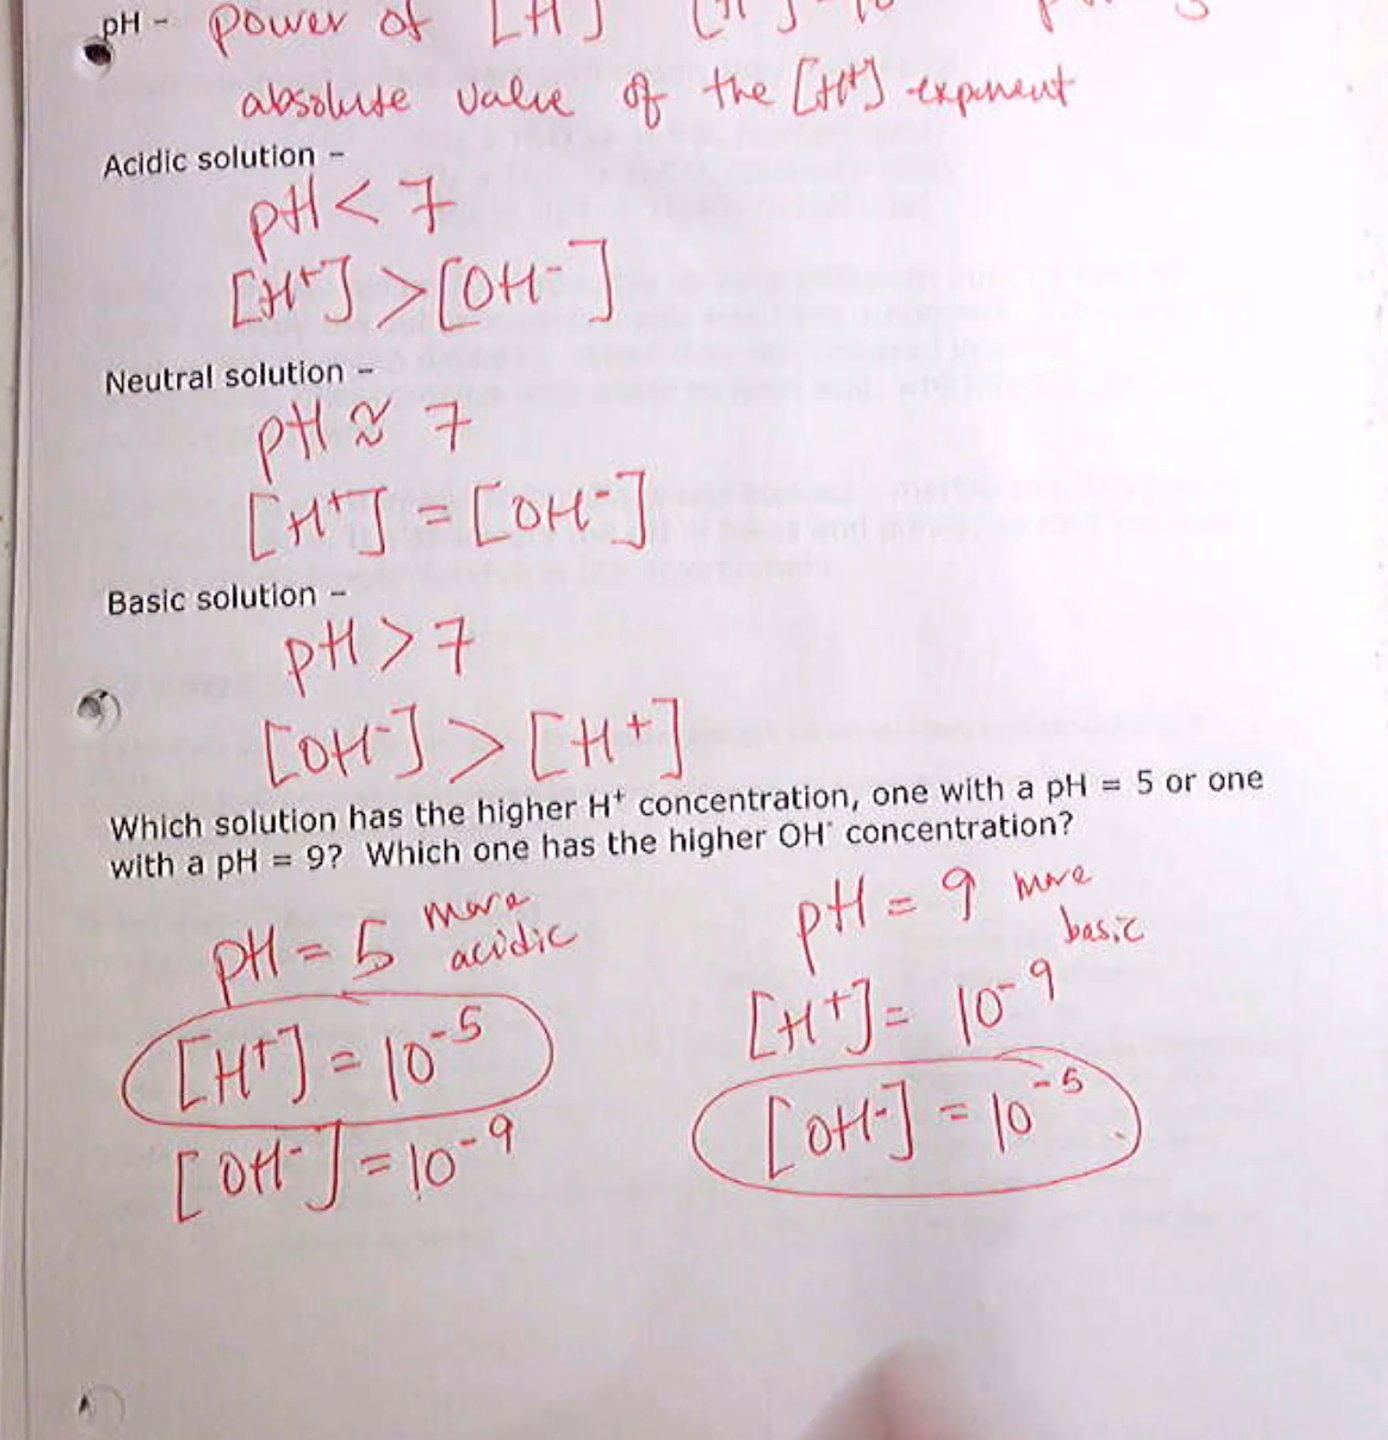 pH - power of [H
absolute value of the [H⁺] exponent
Acidic solution -
pH < 7
[H⁺] > [OH⁻]
Neutral solution -
pH ≈ 7
[H⁺] = [OH⁻]
Basic solution -
pH > 7
[OH⁻] > [H⁺]
Which solution has the higher H⁺ concentration, one with a pH = 5 or one
with a pH = 9? Which one has the higher OH⁻ concentration?
pH = 5 more acidic
[H⁺] = 10⁻⁵
[OH⁻] = 10⁻⁹
pH = 9 more basic
[H⁺] = 10⁻⁹
[OH⁻] = 10⁻⁵